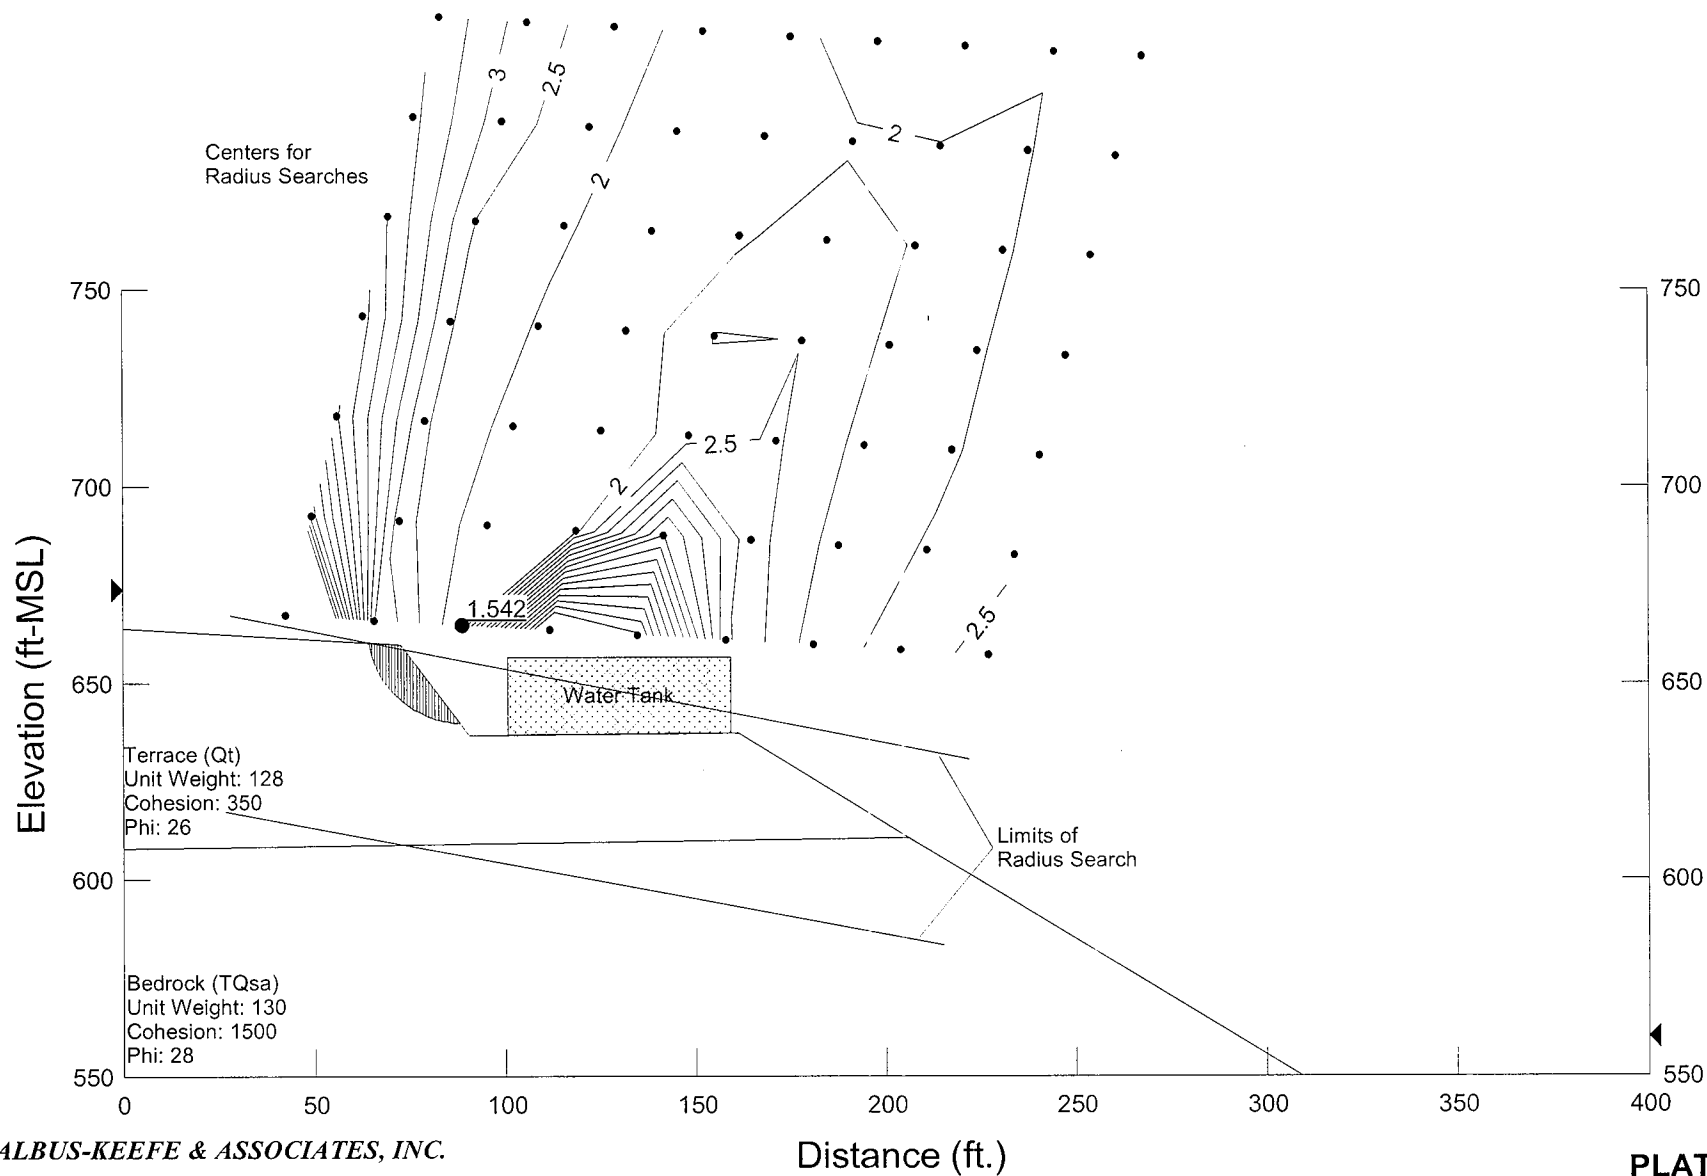 3
2.5
2
2
Centers for
Radius Searches
750
750
2.5
2
700
700
1.542
2.5
650
650
Water Tank
Terrace (Qt)
Unit Weight: 128
Cohesion: 350
Phi: 26
Limits of
Radius Search
600
600
Bedrock (TQsa)
Unit Weight: 130
Cohesion: 1500
Phi: 28
550
550
Elevation (ft-MSL)
0 50 100 150 200 250 300 350 400
Distance (ft.)
ALBUS-KEEFE & ASSOCIATES, INC.
PLAT